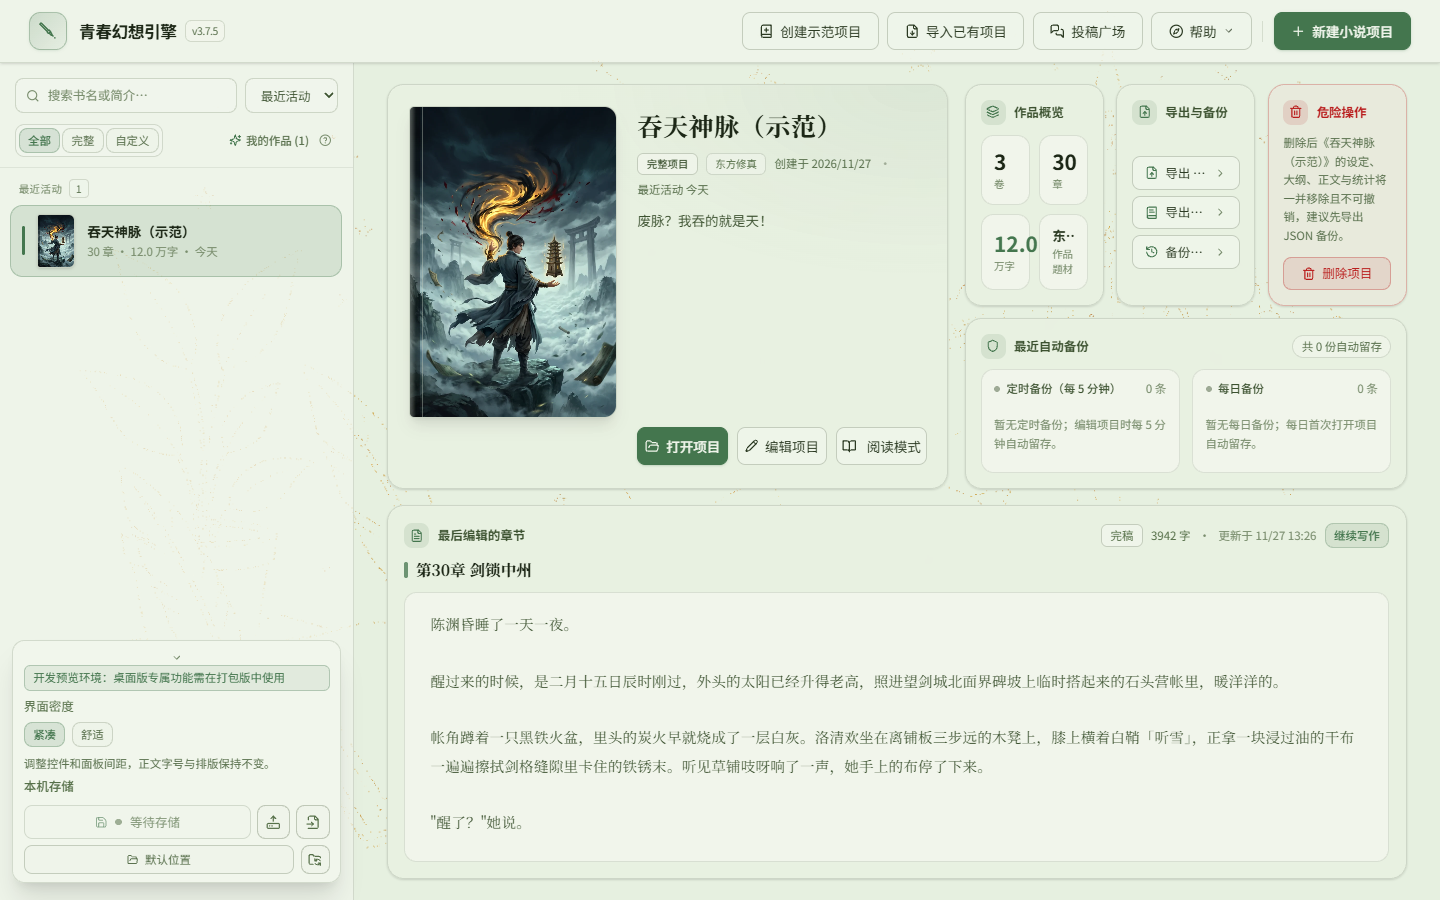 青春幻想引擎
v3.7.5
创建示范项目
导入已有项目
投稿广场
帮助
新建小说项目
搜索书名或简介…
最近活动
全部
完整
自定义
我的作品 (1)
最近活动
1
吞天神脉（示范）
30 章 • 12.0 万字 • 今天
开发预览环境：桌面版专属功能需在打包版中使用
界面密度
紧凑
舒适
调整控件和面板间距，正文字号与排版保持不变。
本机存储
等待存储
默认位置
吞天神脉（示范）
完整项目
东方修真
创建于 2026/11/27 •
最近活动 今天
废脉？我吞的就是天！
打开项目
编辑项目
阅读模式
作品概览
3
卷
30
章
12.0
万字
东…
作品
题材
导出与备份
导出 …
导出…
备份…
危险操作
删除后《吞天神脉
（示范）》的设定、
大纲、正文与统计将
一并移除且不可撤
销，建议先导出
JSON 备份。
删除项目
最近自动备份
共 0 份自动留存
定时备份（每 5 分钟）
0 条
暂无定时备份；编辑项目时每 5 分
钟自动留存。
每日备份
0 条
暂无每日备份；每日首次打开项目
自动留存。
最后编辑的章节
完稿
3942 字 • 更新于 11/27 13:26
继续写作
第30章 剑锁中州
陈渊昏睡了一天一夜。
醒过来的时候，是二月十五日辰时刚过，外头的太阳已经升得老高，照进望剑城北面界碑坡上临时搭起来的石头营帐里，暖洋洋的。
帐角蹲着一只黑铁火盆，里头的炭火早就烧成了一层白灰。洛清欢坐在离铺板三步远的木凳上，膝上横着白鞘「听雪」，正拿一块浸过油的干布
一遍遍擦拭剑格缝隙里卡住的铁锈末。听见草铺吱呀响了一声，她手上的布停了下来。
"醒了？"她说。